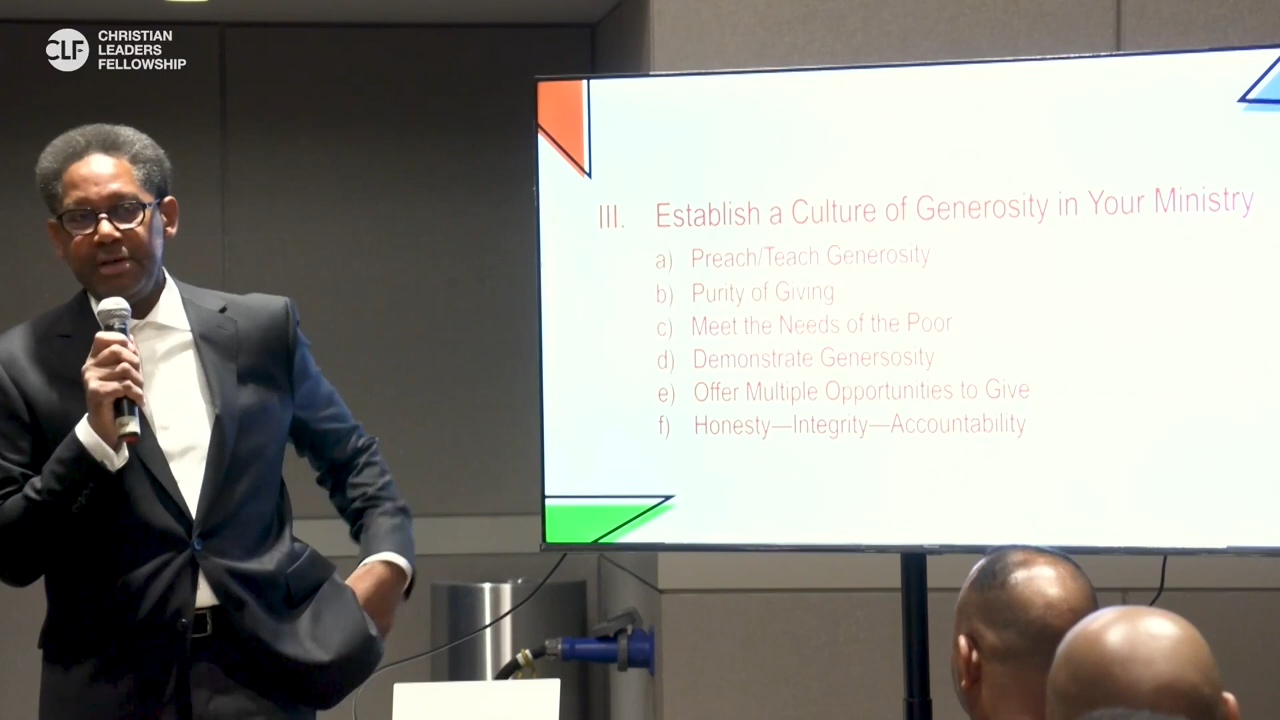 CLF
CHRISTIAN
LEADERS
FELLOWSHIP
III. Establish a Culture of Generosity in Your Ministry
a) Preach/Teach Generosity
b) Purity of Giving
c) Meet the Needs of the Poor
d) Demonstrate Genersosity
e) Offer Multiple Opportunities to Give
f) Honesty—Integrity—Accountability